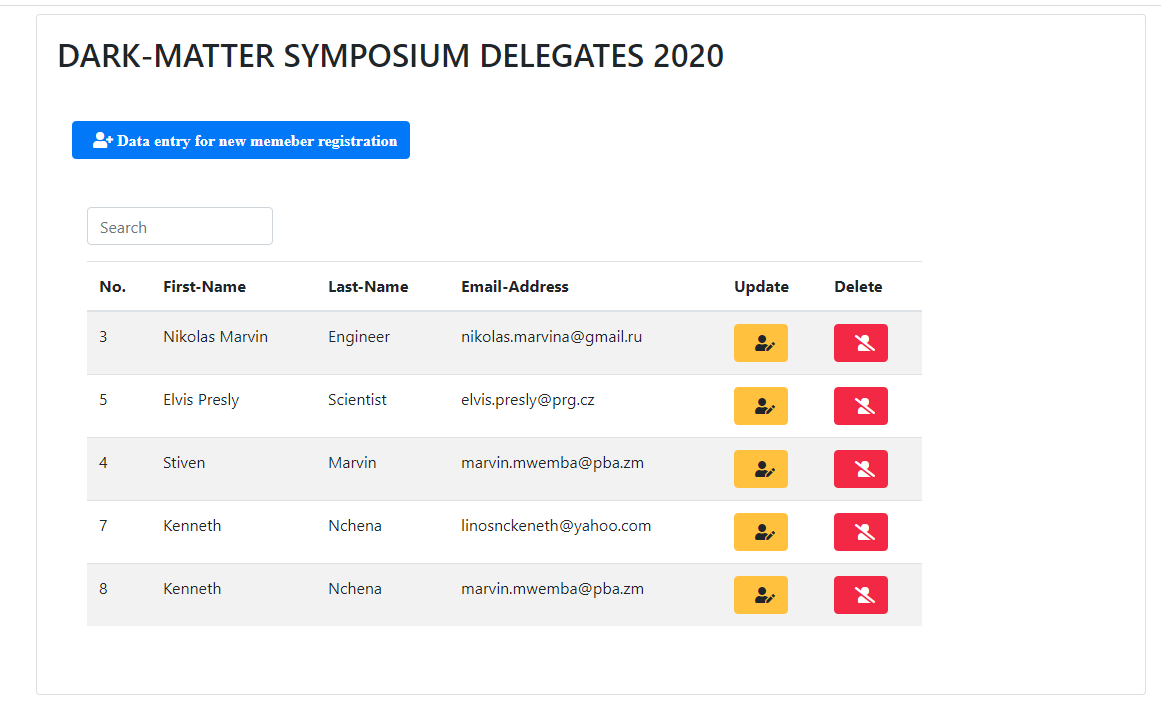 DARK-MATTER SYMPOSIUM DELEGATES 2020
Data entry for new memeber registration
Search
No. First-Name Last-Name Email-Address Update Delete
3 Nikolas Marvin Engineer nikolas.marvina@gmail.ru
5 Elvis Presly Scientist elvis.presly@prg.cz
4 Stiven Marvin marvin.mwemba@pba.zm
7 Kenneth Nchena linosnckeneth@yahoo.com
8 Kenneth Nchena marvin.mwemba@pba.zm